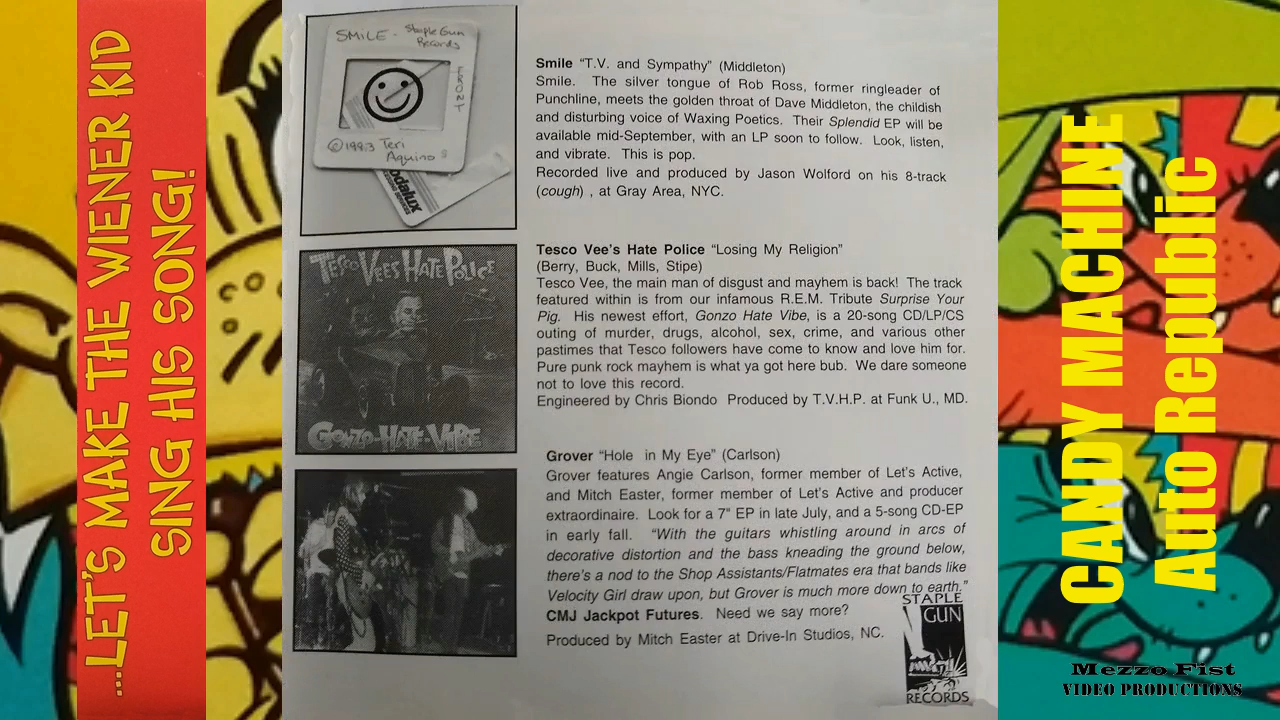 ...LET'S MAKE THE WIENER KID
SING HIS SONG!
SMILE - Staple Gun
Records
©1993 Teri
Aquino
Smile "T.V. and Sympathy" (Middleton)
Smile. The silver tongue of Rob Ross, former ringleader of
Punchline, meets the golden throat of Dave Middleton, the childish
and disturbing voice of Waxing Poetics. Their Splendid EP will be
available mid-September, with an LP soon to follow. Look, listen,
and vibrate. This is pop.
Recorded live and produced by Jason Wolford on his 8-track
(cough) , at Gray Area, NYC.
TESCO VEE'S HATE POLICE
GONZO-HATE-VIBE
Tesco Vee's Hate Police "Losing My Religion"
(Berry, Buck, Mills, Stipe)
Tesco Vee, the main man of disgust and mayhem is back! The track
featured within is from our infamous R.E.M. Tribute Surprise Your
Pig. His newest effort, Gonzo Hate Vibe, is a 20-song CD/LP/CS
outing of murder, drugs, alcohol, sex, crime, and various other
pastimes that Tesco followers have come to know and love him for.
Pure punk rock mayhem is what ya got here bub. We dare someone
not to love this record.
Engineered by Chris Biondo Produced by T.V.H.P. at Funk U., MD.
Grover "Hole in My Eye" (Carlson)
Grover features Angie Carlson, former member of Let's Active,
and Mitch Easter, former member of Let's Active and producer
extraordinaire. Look for a 7" EP in late July, and a 5-song CD-EP
in early fall. "With the guitars whistling around in arcs of
decorative distortion and the bass kneading the ground below,
there's a nod to the Shop Assistants/Flatmates era that bands like
Velocity Girl draw upon, but Grover is much more down to earth."
CMJ Jackpot Futures. Need we say more?
Produced by Mitch Easter at Drive-In Studios, NC.
STAPLE
GUN
RECORDS
CANDY MACHINE
Auto Republic
Mezzo Fist
VIDEO PRODUCTIONS